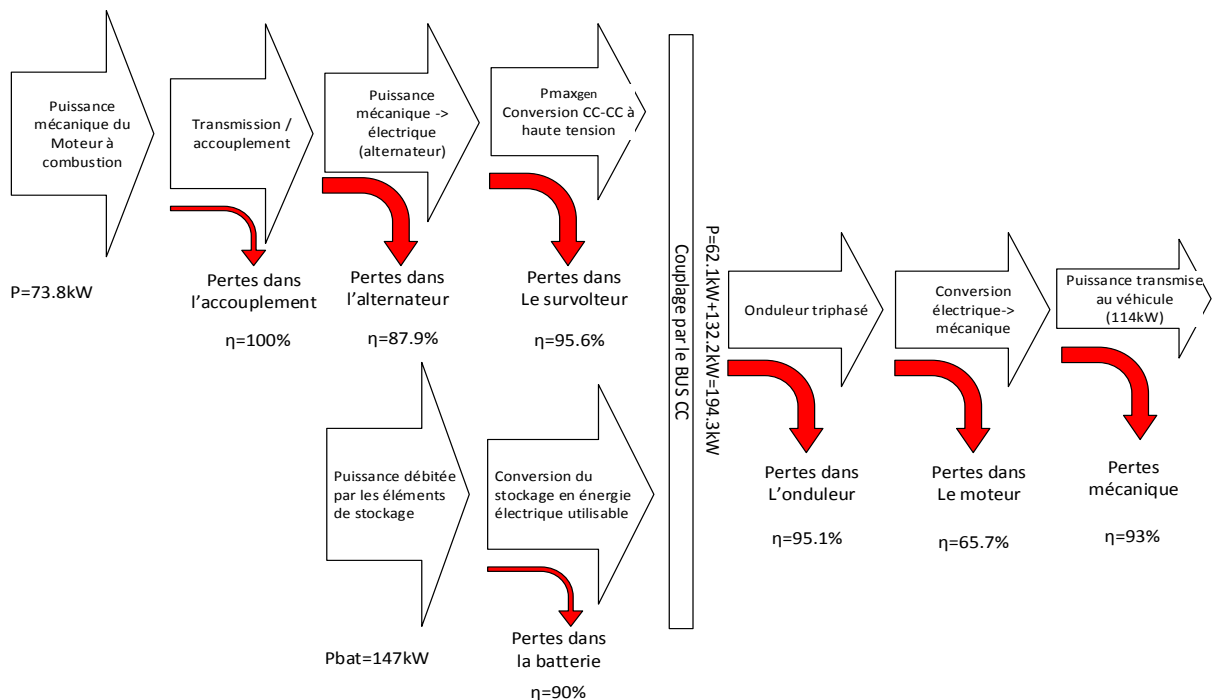 Puissance
mécanique du
Moteur à
combustion
P=73.8kW
Transmission /
accouplement
Pertes dans
l’accouplement
η=100%
Puissance
mécanique ->
électrique
(alternateur)
Pertes dans
l’alternateur
η=87.9%
Pmaxgen
Conversion CC-CC à
haute tension
Pertes dans
Le survolteur
η=95.6%
Puissance débitée
par les éléments
de stockage
Pbat=147kW
Conversion du
stockage en énergie
électrique utilisable
Pertes dans
la batterie
η=90%
Couplage par le BUS CC
P=62.1kW+132.2kW=194.3kW
Onduleur triphasé
Pertes dans
L’onduleur
η=95.1%
Conversion
électrique->
mécanique
Pertes dans
Le moteur
η=65.7%
Puissance transmise
au véhicule
(114kW)
Pertes
mécanique
η=93%